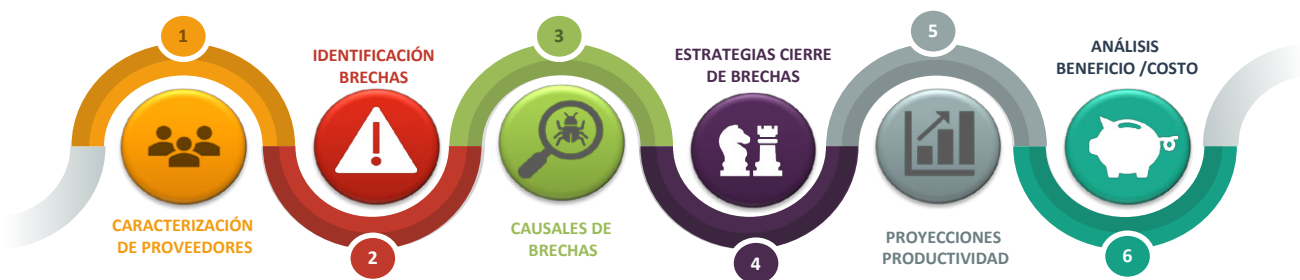 1
CARACTERIZACIÓN
DE PROVEEDORES
IDENTIFICACIÓN
BRECHAS
2
3
CAUSALES DE
BRECHAS
ESTRATEGIAS CIERRE
DE BRECHAS
4
5
PROYECCIONES
PRODUCTIVIDAD
ANÁLISIS
BENEFICIO /COSTO
6